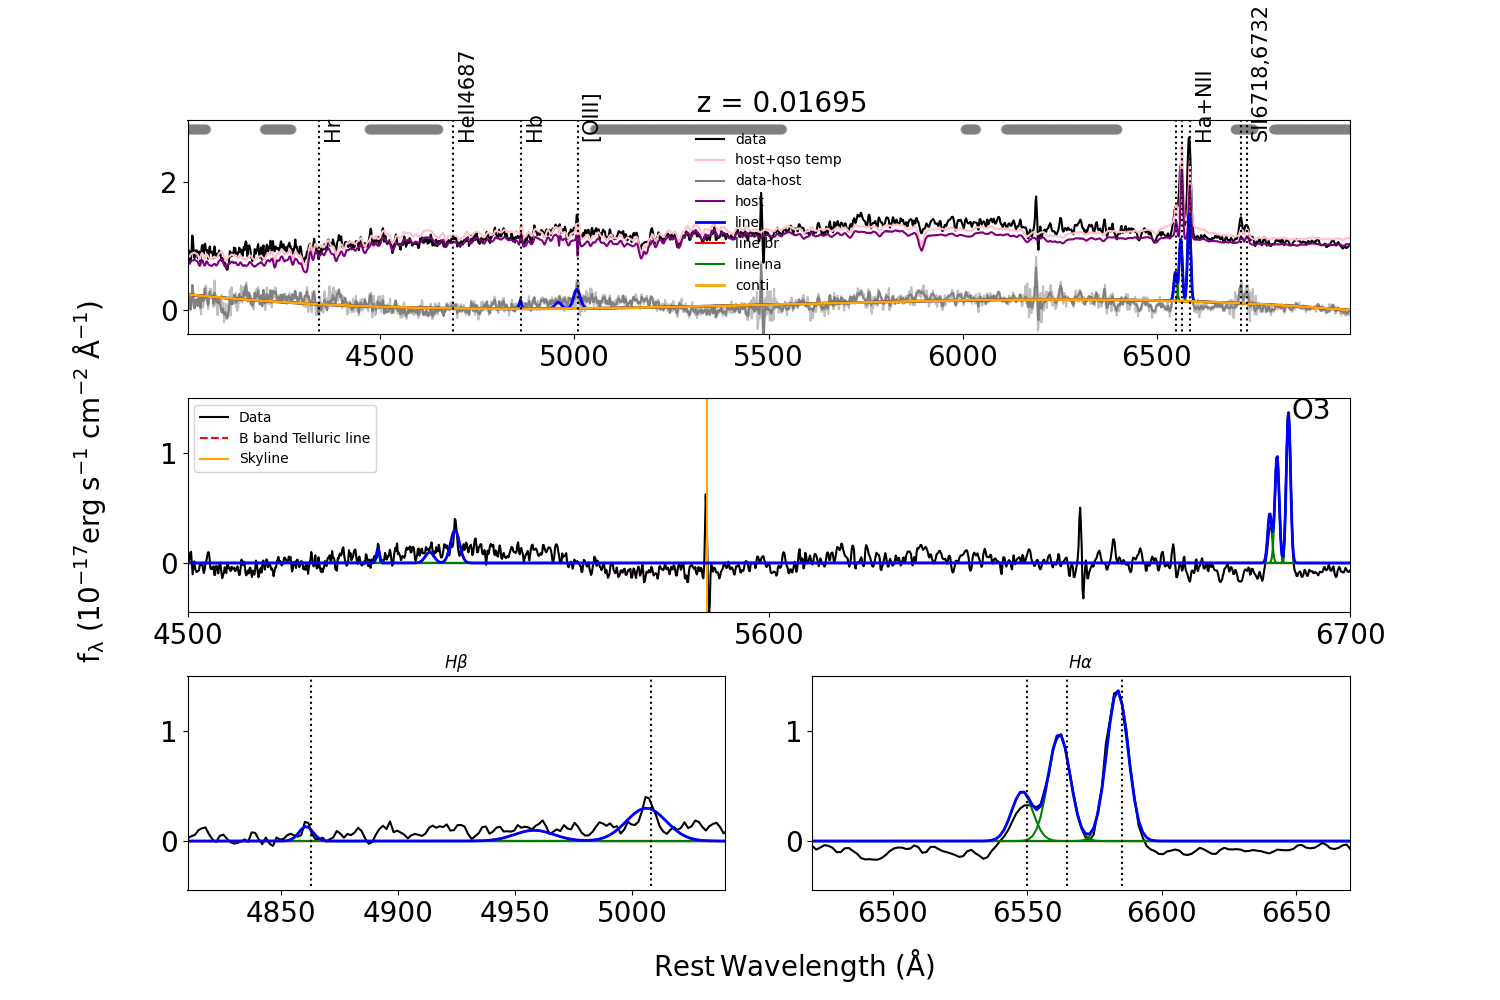 z = 0.01695
Hr
HeII4687
Hb
[OIII]
Ha+NII
SII6718,6732
data
host+qso temp
data-host
host
line
line br
line na
conti
2
0
4500
5000
5500
6000
6500
f_λ (10^{-17}erg s^{-1} cm^{-2} Å^{-1})
Data
B band Telluric line
Skyline
O3
1
0
4500
5600
6700
Hβ
1
0
4850
4900
4950
5000
Hα
1
0
6500
6550
6600
6650
Rest Wavelength (Å)